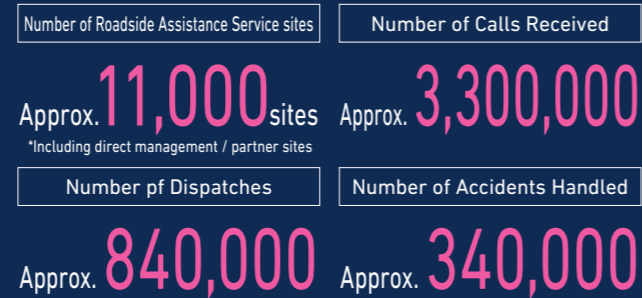 Number of Roadside Assistance Service sites
Approx. 11,000 sites
*Including direct management / partner sites
Number of Calls Received
Approx. 3,300,000
Number pf Dispatches
Approx. 840,000
Number of Accidents Handled
Approx. 340,000